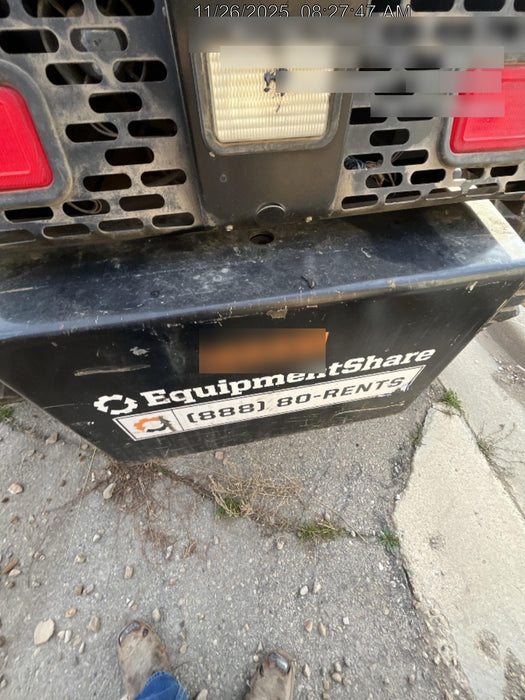 11/26/2025 08:27:47 AM
EquipmentShare
(888) 80-RENTS